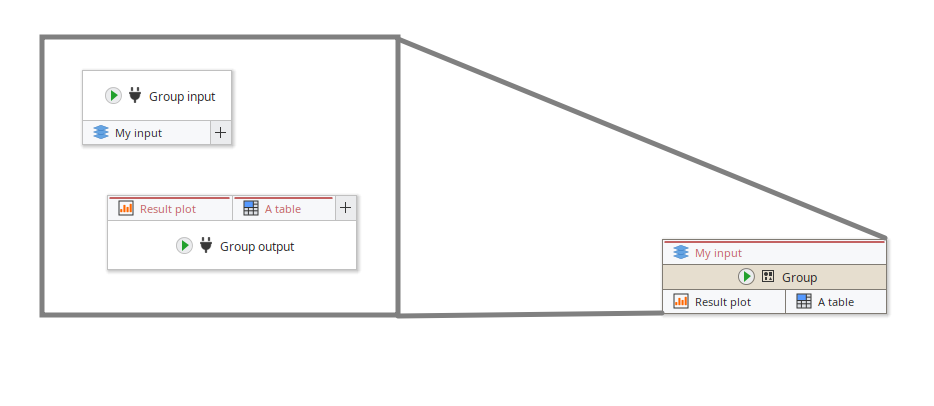 Group input
My input
Result plot
A table
Group output
My input
Group
Result plot
A table